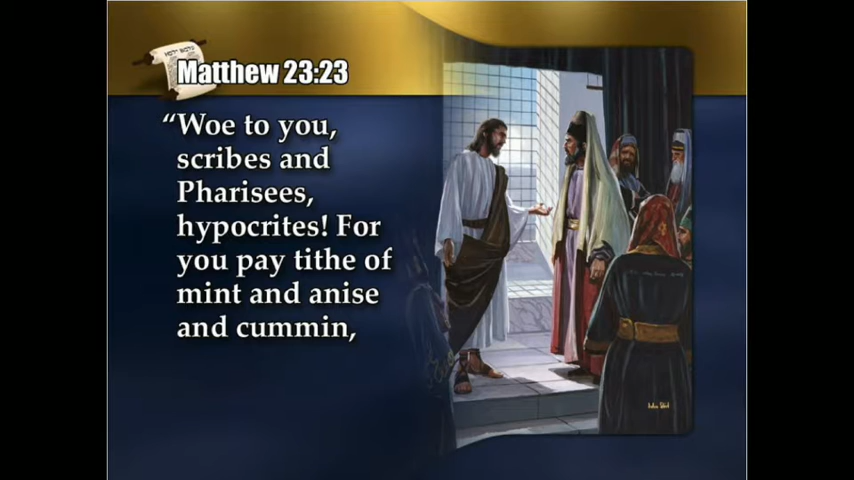 Matthew 23:23
“Woe to you,
scribes and
Pharisees,
hypocrites! For
you pay tithe of
mint and anise
and cummin,